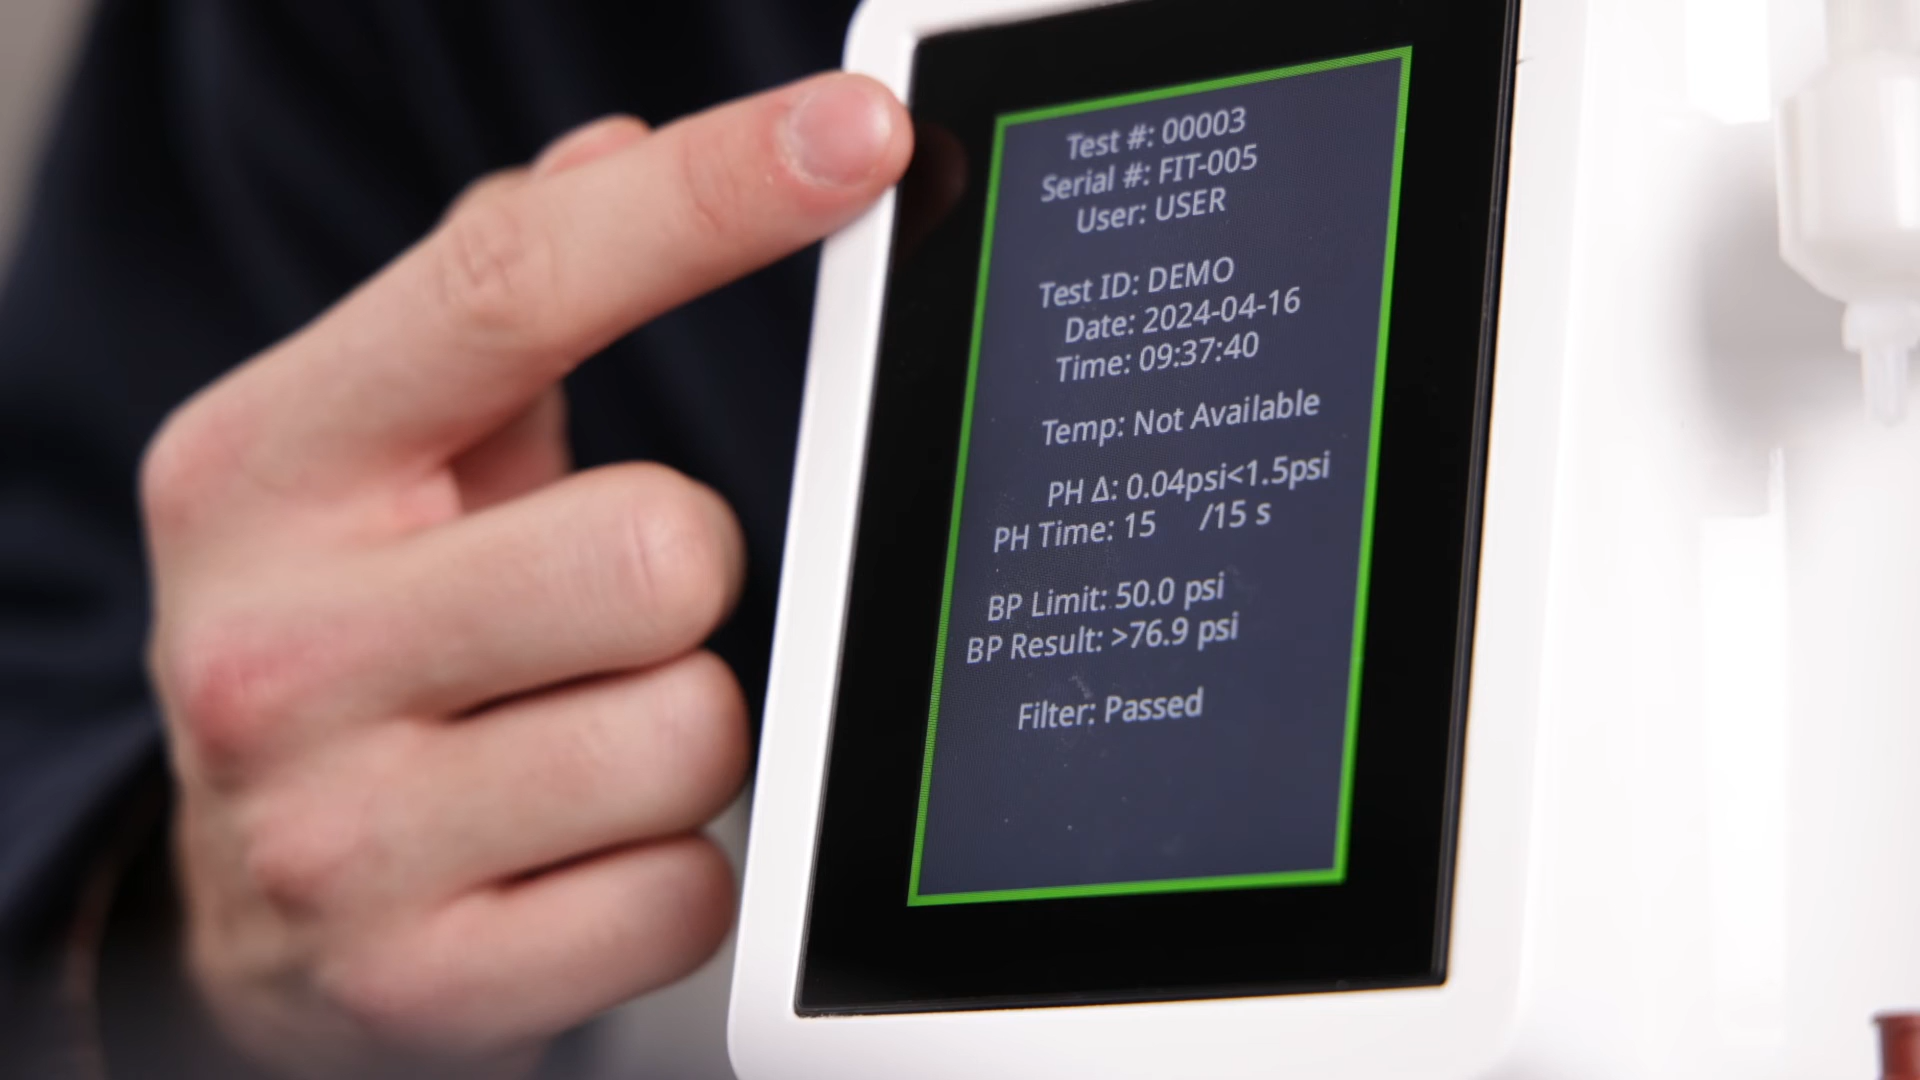 Test #: 00003
Serial #: FIT-005
User: USER
Test ID: DEMO
Date: 2024-04-16
Time: 09:37:40
Temp: Not Available
PH Δ: 0.04psi<1.5psi
PH Time: 15 /15 s
BP Limit: 50.0 psi
BP Result: >76.9 psi
Filter: Passed